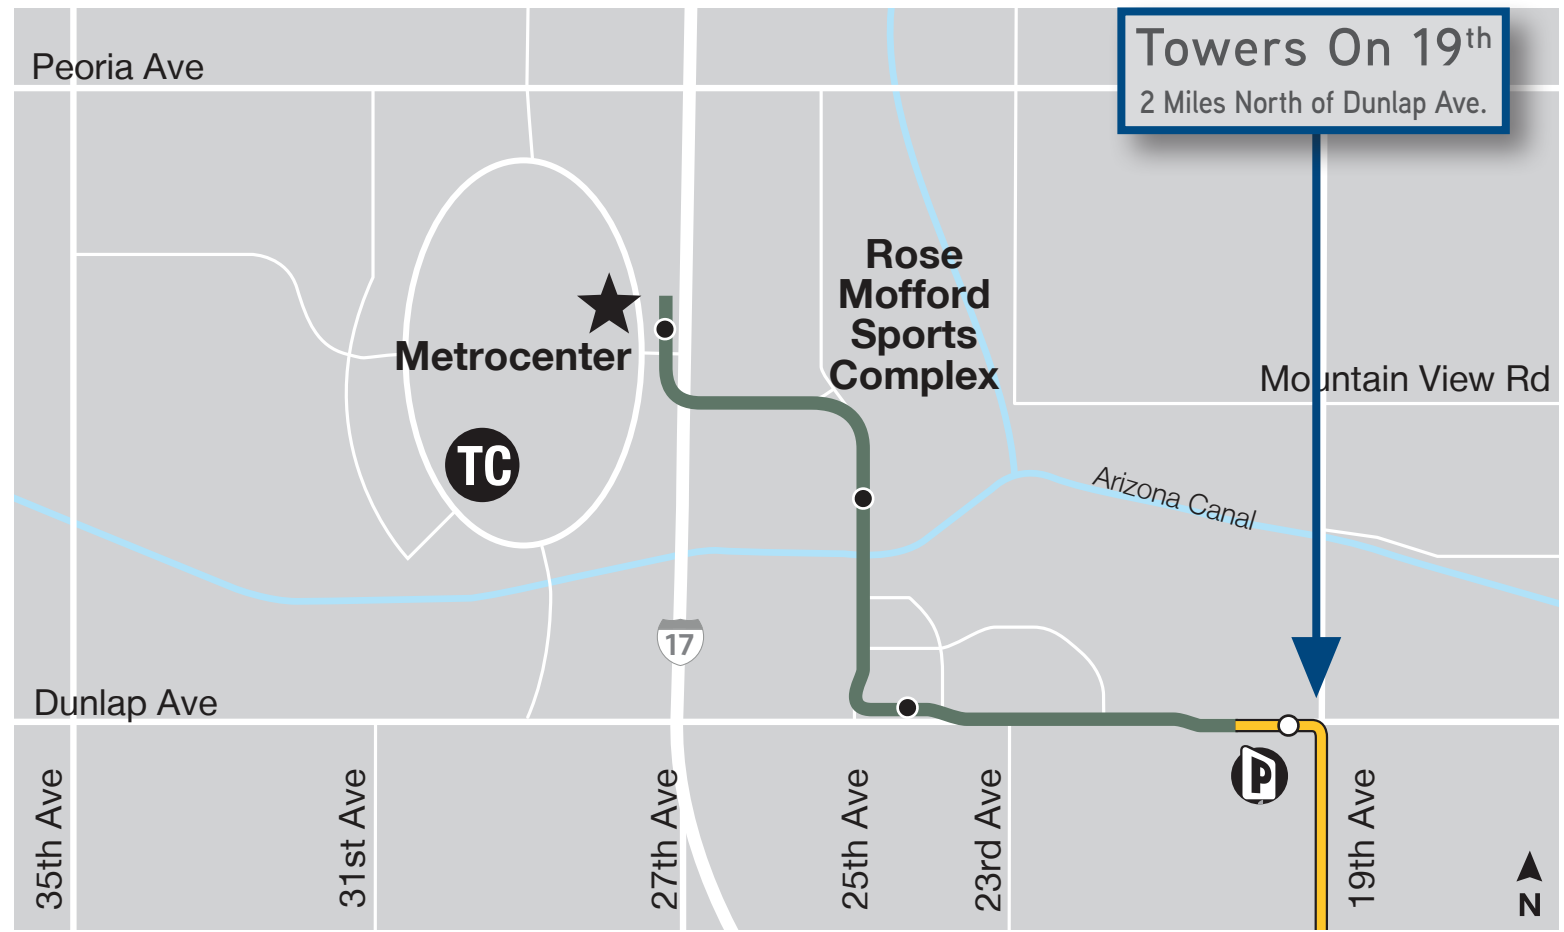 Towers On 19th
2 Miles North of Dunlap Ave.
Peoria Ave
Rose
Mofford
Sports
Complex
Metrocenter
Mountain View Rd
TC
Arizona Canal
17
Dunlap Ave
P
35th Ave
31st Ave
27th Ave
25th Ave
23rd Ave
19th Ave
N